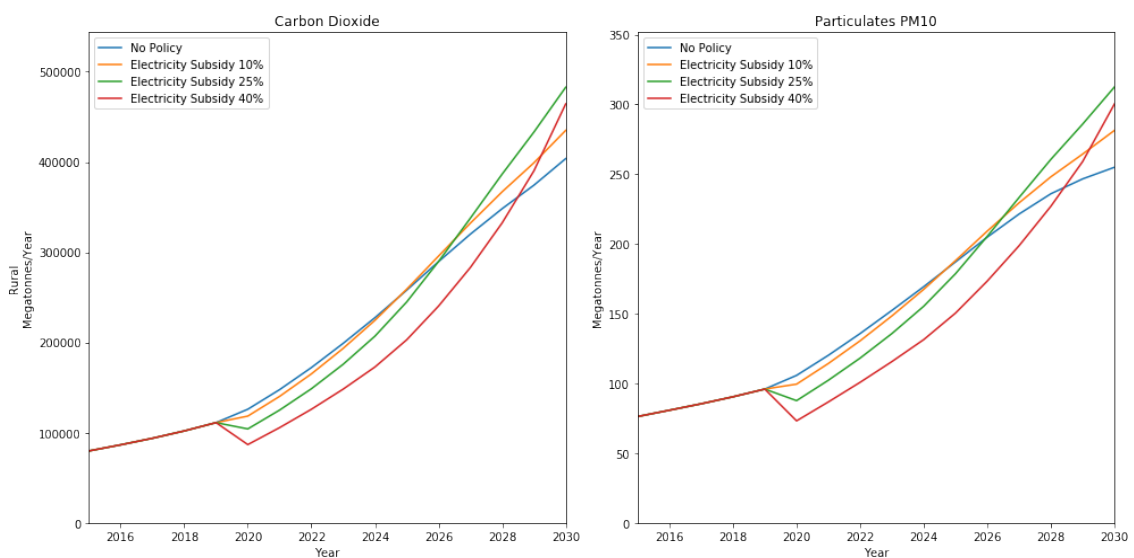 Carbon Dioxide
No Policy
Electricity Subsidy 10%
Electricity Subsidy 25%
Electricity Subsidy 40%
500000
400000
300000
200000
100000
0
Rural
Megatonnes/Year
2016 2018 2020 2022 2024 2026 2028 2030
Year
Particulates PM10
No Policy
Electricity Subsidy 10%
Electricity Subsidy 25%
Electricity Subsidy 40%
350
300
250
200
150
100
50
0
Megatonnes/Year
2016 2018 2020 2022 2024 2026 2028 2030
Year